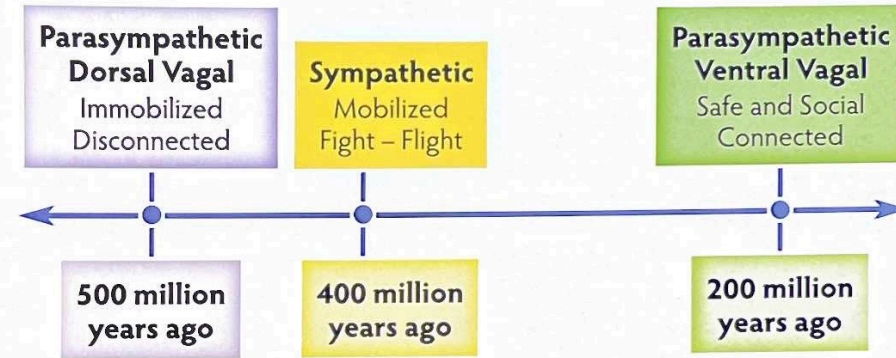 Parasympathetic
Dorsal Vagal
Immobilized
Disconnected
Sympathetic
Mobilized
Fight – Flight
Parasympathetic
Ventral Vagal
Safe and Social
Connected
500 million
years ago
400 million
years ago
200 million
years ago